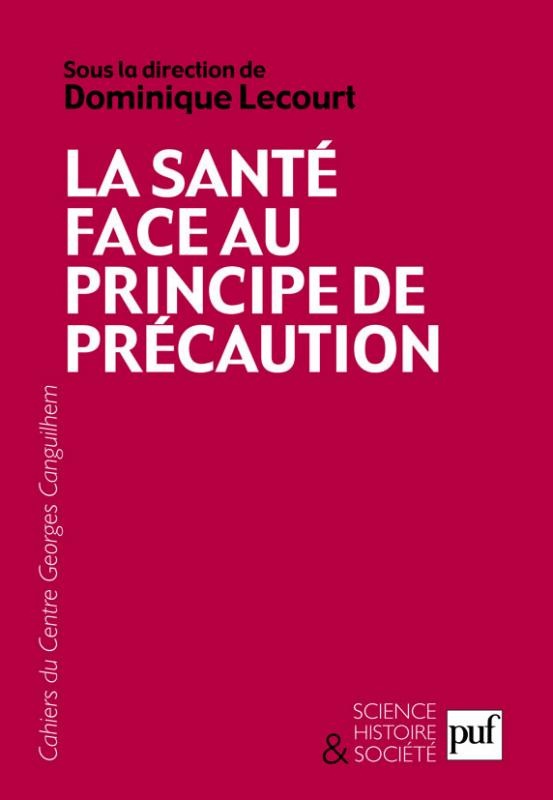 Sous la direction de
Dominique Lecourt
LA SANTÉ
FACE AU
PRINCIPE DE
PRÉCAUTION
Cahiers du Centre Georges Canguilhem
SCIENCE
HISTOIRE
& SOCIÉTÉ
puf